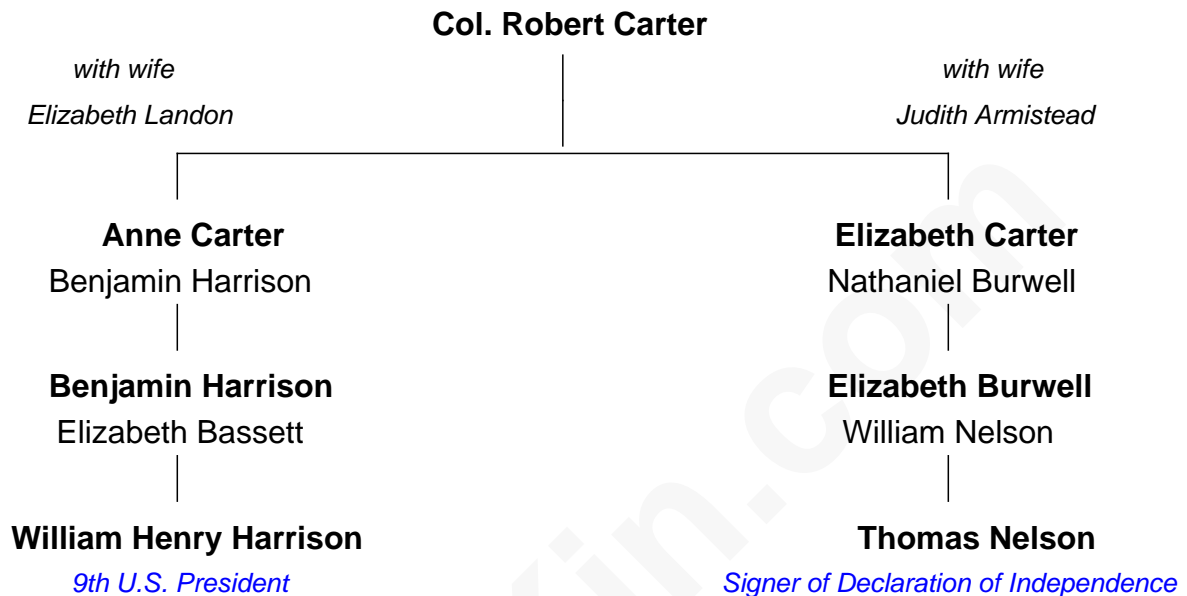 Col. Robert Carter
with wife
Elizabeth Landon
with wife
Judith Armistead
Anne Carter
Benjamin Harrison
Elizabeth Carter
Nathaniel Burwell
Benjamin Harrison
Elizabeth Bassett
Elizabeth Burwell
William Nelson
William Henry Harrison
9th U.S. President
Thomas Nelson
Signer of Declaration of Independence
Kin.com